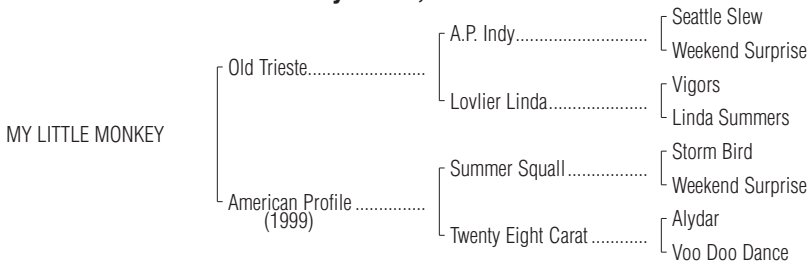 Seattle Slew
A.P. Indy
Weekend Surprise
Old Trieste
Vigors
Lovlier Linda
Linda Summers
MY LITTLE MONKEY
Storm Bird
Summer Squall
Weekend Surprise
American Profile
(1999)
Alydar
Twenty Eight Carat
Voo Doo Dance